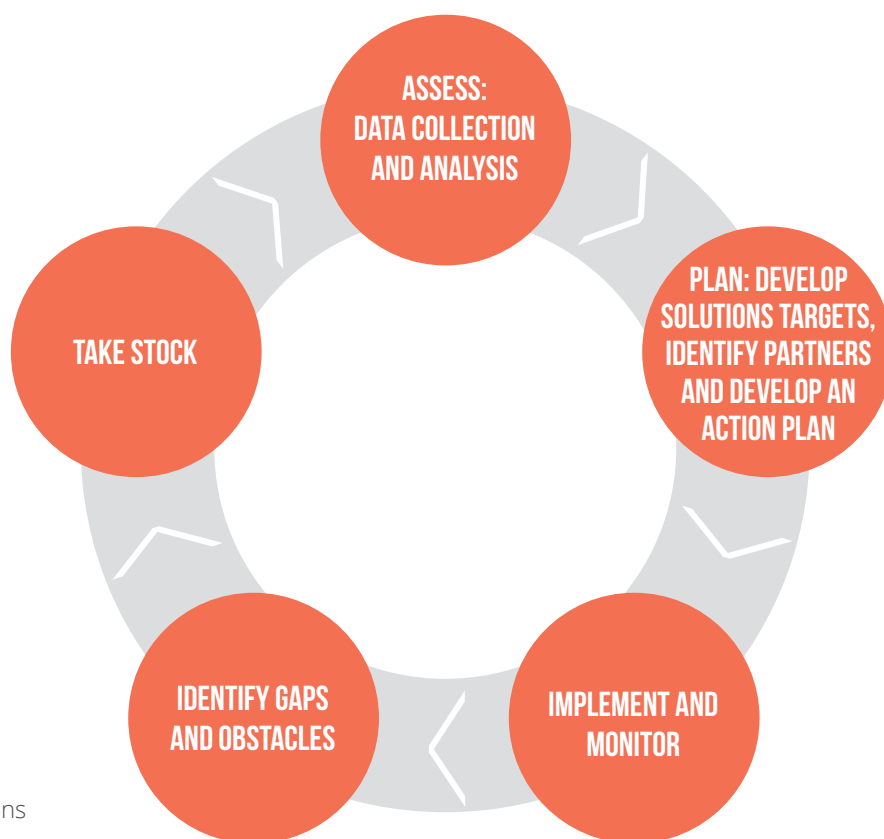 ASSESS:
DATA COLLECTION
AND ANALYSIS
PLAN: DEVELOP
SOLUTIONS TARGETS,
IDENTIFY PARTNERS
AND DEVELOP AN
ACTION PLAN
IMPLEMENT AND
MONITOR
IDENTIFY GAPS
AND OBSTACLES
TAKE STOCK
ns